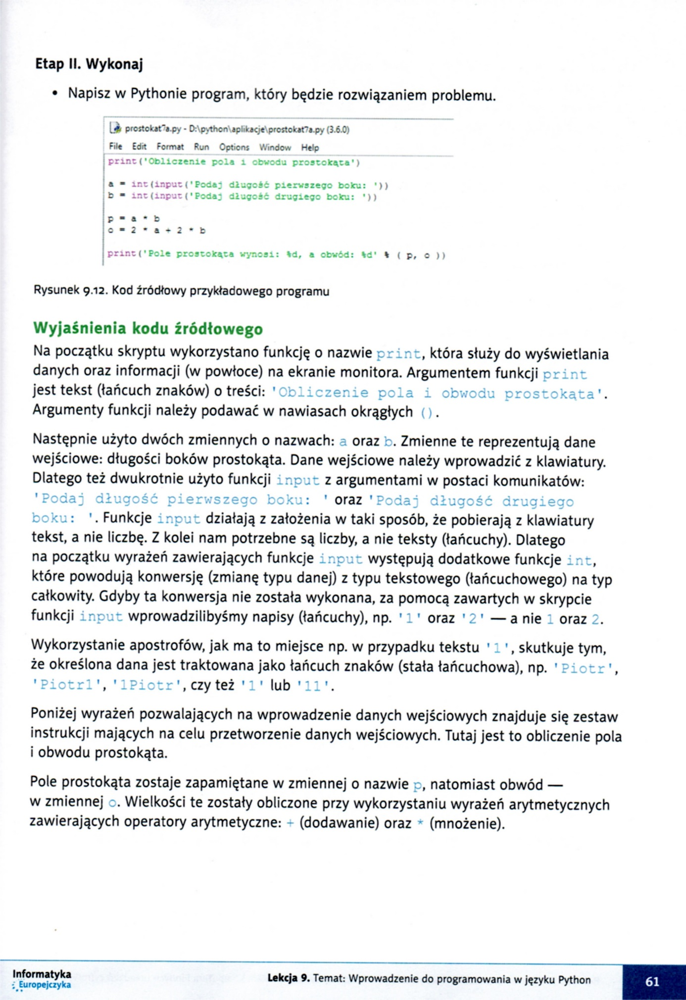 Etap II. Wykonaj
• Napisz w Pythonie program, który będzie rozwiązaniem problemu.
prostokat7a.py - D:\python\aplikacje\prostokat7a.py (3.6.0)
File Edit Format Run Options Window Help
print('Obliczenie pola i obwodu prostokąta')
a = int(input('Podaj długość pierwszego boku: '))
b = int(input('Podaj długość drugiego boku: '))
p = a * b
o = 2 * a + 2 * b
print('Pole prostokąta wynosi: %d, a obwód: %d' % ( p, o ))
Rysunek 9.12. Kod źródłowy przykładowego programu
Wyjaśnienia kodu źródłowego
Na początku skryptu wykorzystano funkcję o nazwie print, która służy do wyświetlania
danych oraz informacji (w powłoce) na ekranie monitora. Argumentem funkcji print
jest tekst (łańcuch znaków) o treści: 'Obliczenie pola i obwodu prostokąta'.
Argumenty funkcji należy podawać w nawiasach okrągłych ().
Następnie użyto dwóch zmiennych o nazwach: a oraz b. Zmienne te reprezentują dane
wejściowe: długości boków prostokąta. Dane wejściowe należy wprowadzić z klawiatury.
Dlatego też dwukrotnie użyto funkcji input z argumentami w postaci komunikatów:
'Podaj długość pierwszego boku: ' oraz 'Podaj długość drugiego
boku: '. Funkcje input działają z założenia w taki sposób, że pobierają z klawiatury
tekst, a nie liczbę. Z kolei nam potrzebne są liczby, a nie teksty (łańcuchy). Dlatego
na początku wyrażeń zawierających funkcje input występują dodatkowe funkcje int,
które powodują konwersję (zmianę typu danej) z typu tekstowego (łańcuchowego) na typ
całkowity. Gdyby ta konwersja nie została wykonana, za pomocą zawartych w skrypcie
funkcji input wprowadzilibyśmy napisy (łańcuchy), np. '1' oraz '2' — a nie 1 oraz 2.
Wykorzystanie apostrofów, jak ma to miejsce np. w przypadku tekstu '1', skutkuje tym,
że określona dana jest traktowana jako łańcuch znaków (stała łańcuchowa), np. 'Piotr',
'Piotr1', '1Piotr', czy też '1' lub '11'.
Poniżej wyrażeń pozwalających na wprowadzenie danych wejściowych znajduje się zestaw
instrukcji mających na celu przetworzenie danych wejściowych. Tutaj jest to obliczenie pola
i obwodu prostokąta.
Pole prostokąta zostaje zapamiętane w zmiennej o nazwie p, natomiast obwód —
w zmiennej o. Wielkości te zostały obliczone przy wykorzystaniu wyrażeń arytmetycznych
zawierających operatory arytmetyczne: + (dodawanie) oraz * (mnożenie).
Informatyka
Europejczyka
Lekcja 9. Temat: Wprowadzenie do programowania w języku Python
61